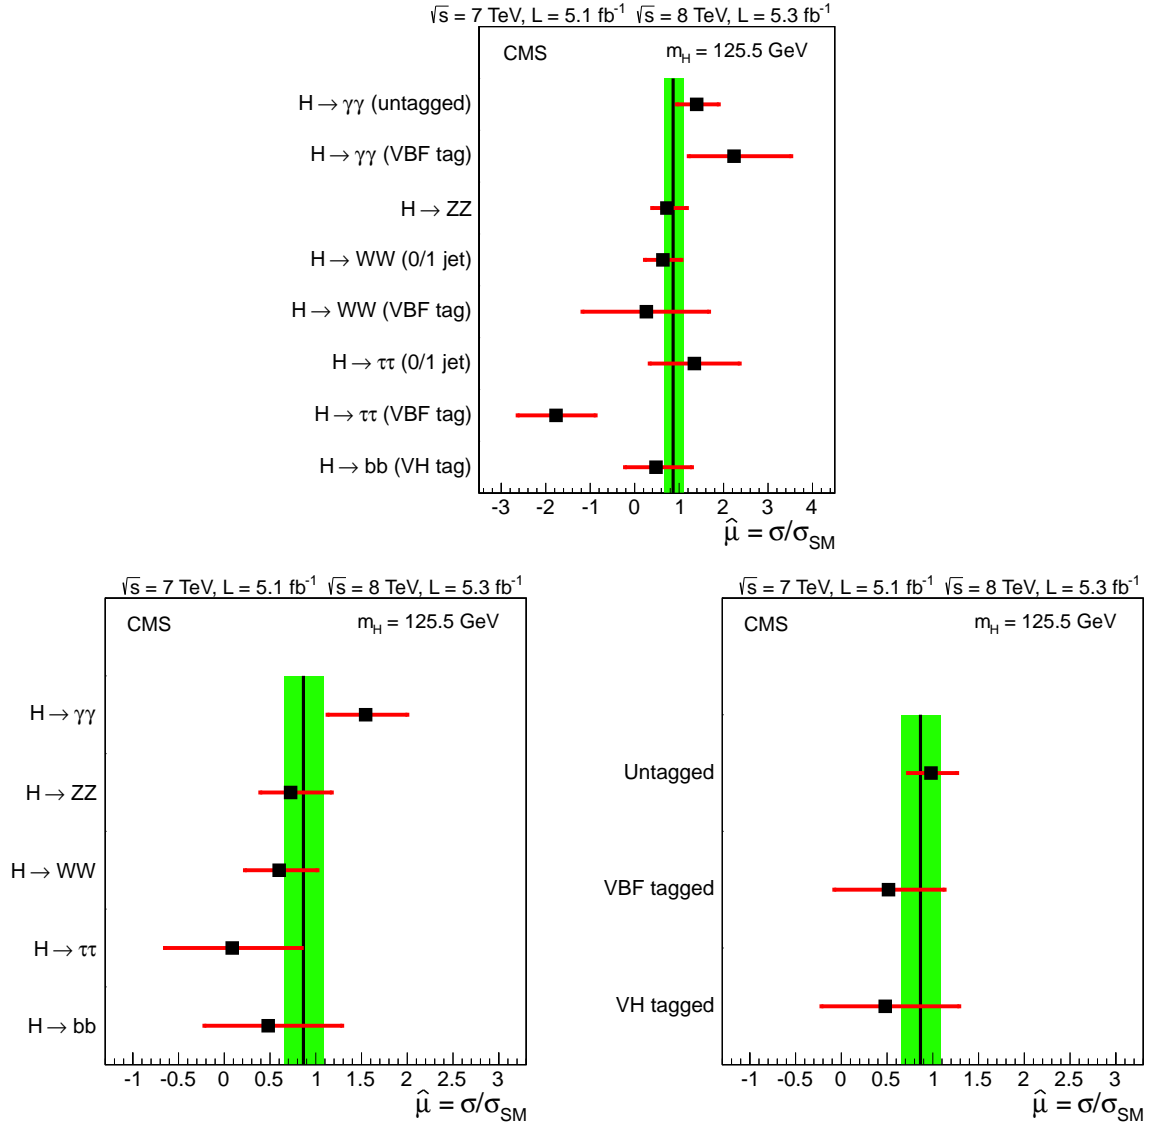 √s = 7 TeV, L = 5.1 fb⁻¹ √s = 8 TeV, L = 5.3 fb⁻¹
CMS m_H = 125.5 GeV
H → γγ (untagged)
H → γγ (VBF tag)
H → ZZ
H → WW (0/1 jet)
H → WW (VBF tag)
H → ττ (0/1 jet)
H → ττ (VBF tag)
H → bb (VH tag)
-3 -2 -1 0 1 2 3 4
μ̂ = σ/σ_SM
√s = 7 TeV, L = 5.1 fb⁻¹ √s = 8 TeV, L = 5.3 fb⁻¹
CMS m_H = 125.5 GeV
H → γγ
H → ZZ
H → WW
H → ττ
H → bb
-1 -0.5 0 0.5 1 1.5 2 2.5 3
μ̂ = σ/σ_SM
√s = 7 TeV, L = 5.1 fb⁻¹ √s = 8 TeV, L = 5.3 fb⁻¹
CMS m_H = 125.5 GeV
Untagged
VBF tagged
VH tagged
-1 -0.5 0 0.5 1 1.5 2 2.5 3
μ̂ = σ/σ_SM